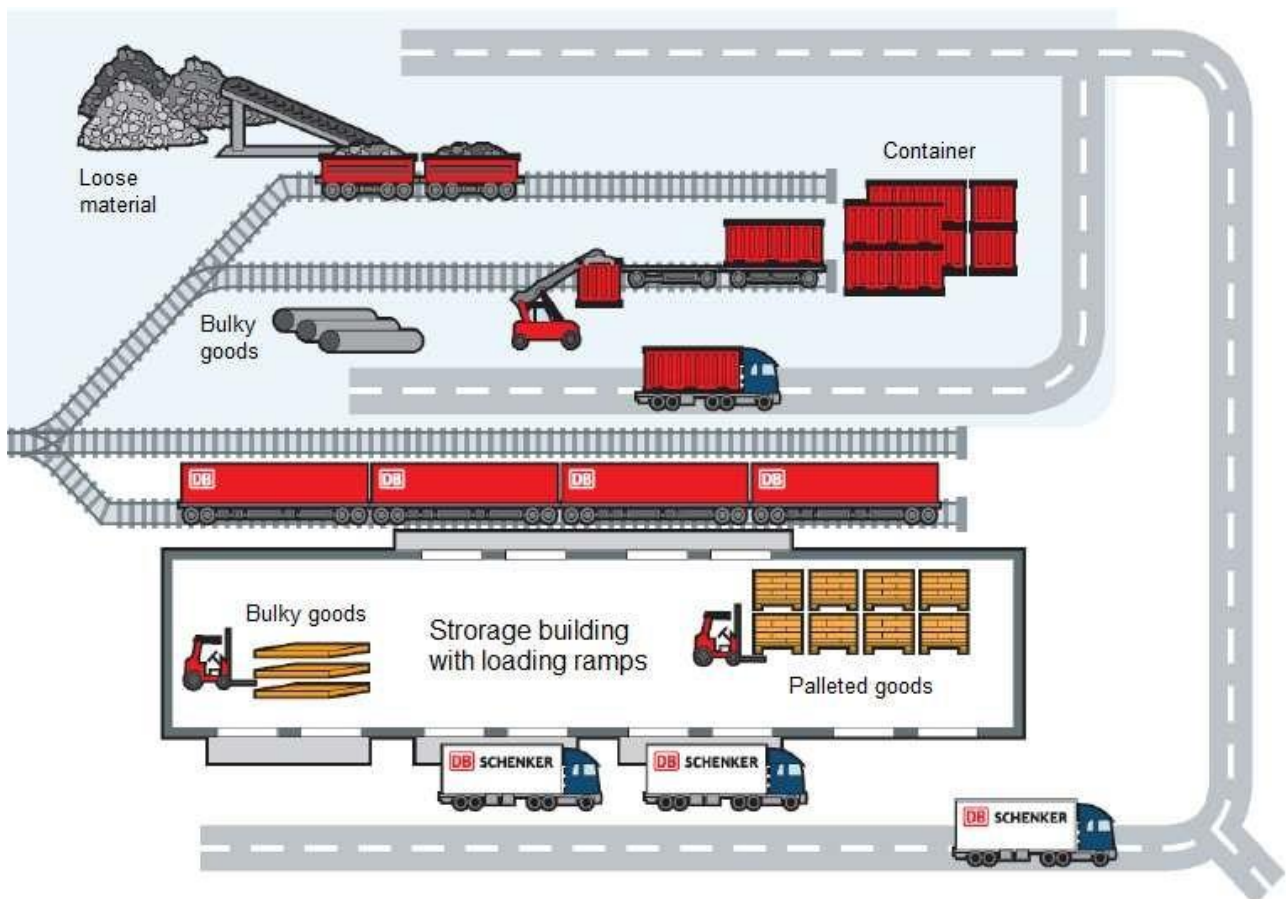 Loose
material
Container
Bulky
goods
DB
DB
DB
DB
Bulky goods
Strorage building
with loading ramps
Palleted goods
DB SCHENKER
DB SCHENKER
DB SCHENKER